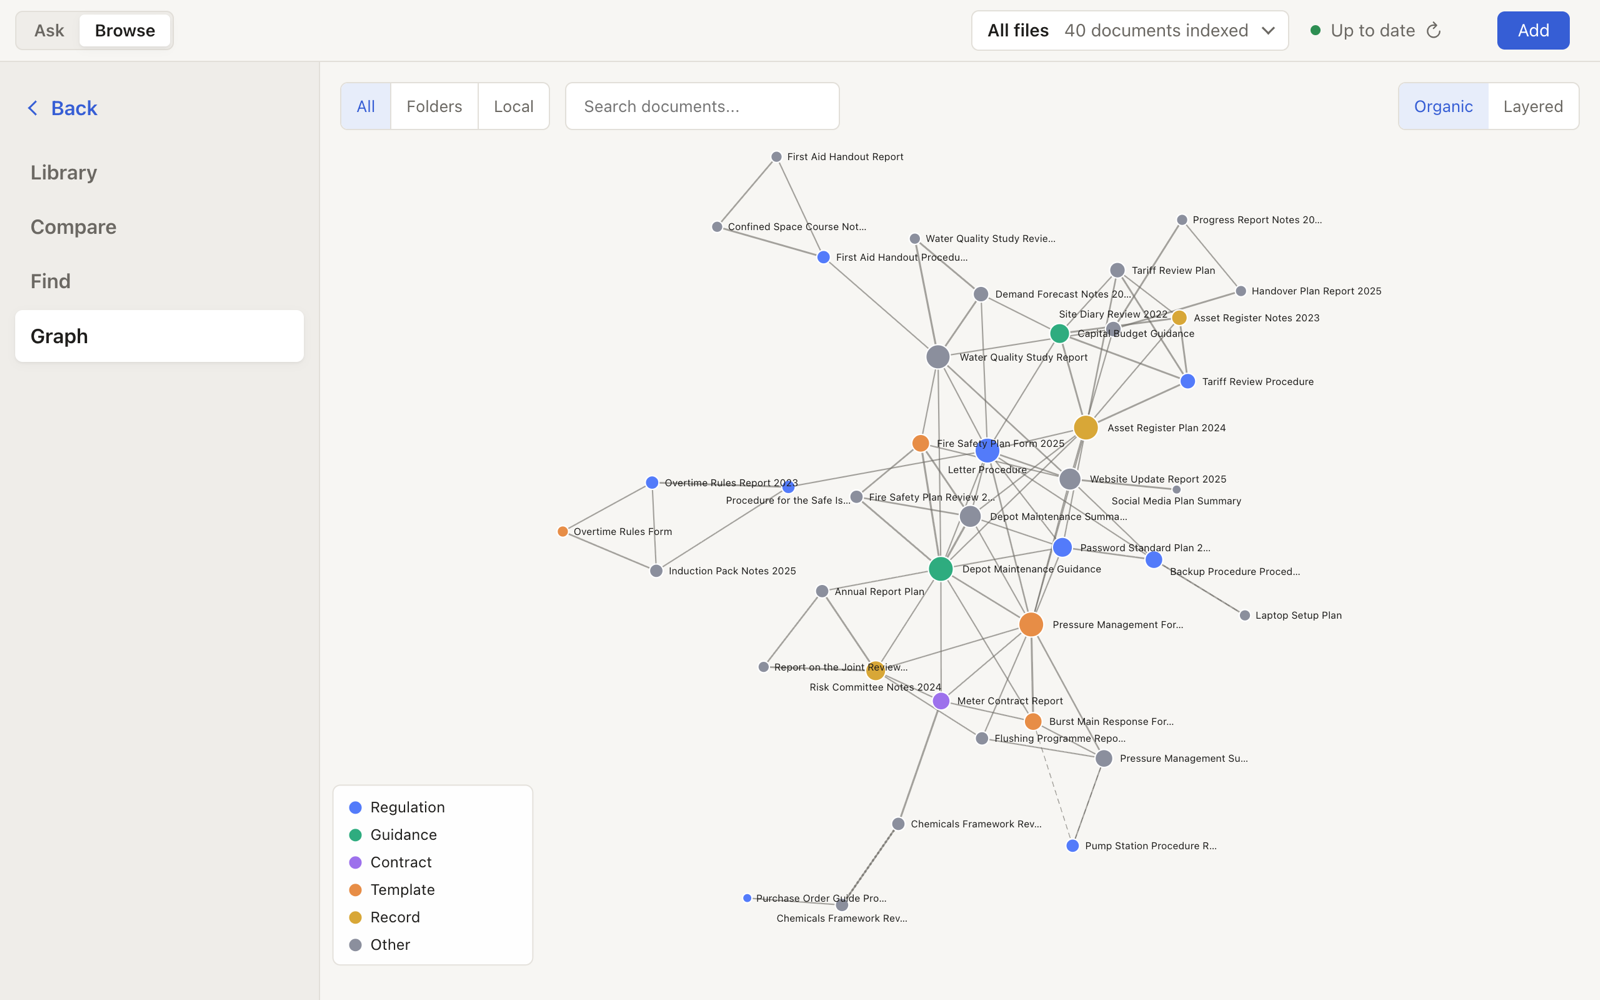 Ask
Browse
All files 40 documents indexed
Up to date
Add
Back
Library
Compare
Find
Graph
All
Folders
Local
Search documents...
Organic
Layered
First Aid Handout Report
Confined Space Course Not...
First Aid Handout Procedu...
Water Quality Study Revie...
Progress Report Notes 20...
Tariff Review Plan
Handover Plan Report 2025
Demand Forecast Notes 20...
Site Diary Review 2022
Asset Register Notes 2023
Capital Budget Guidance
Water Quality Study Report
Tariff Review Procedure
Asset Register Plan 2024
Fire Safety Plan Form 2025
Letter Procedure
Website Update Report 2025
Social Media Plan Summary
Overtime Rules Report 2023
Procedure for the Safe Is...
Fire Safety Plan Review 2...
Depot Maintenance Summa...
Overtime Rules Form
Password Standard Plan 2...
Induction Pack Notes 2025
Depot Maintenance Guidance
Backup Procedure Proced...
Annual Report Plan
Laptop Setup Plan
Pressure Management For...
Report on the Joint Review...
Risk Committee Notes 2024
Meter Contract Report
Burst Main Response For...
Flushing Programme Repo...
Pressure Management Su...
Chemicals Framework Rev...
Pump Station Procedure R...
Purchase Order Guide Pro...
Chemicals Framework Rev...
Regulation
Guidance
Contract
Template
Record
Other